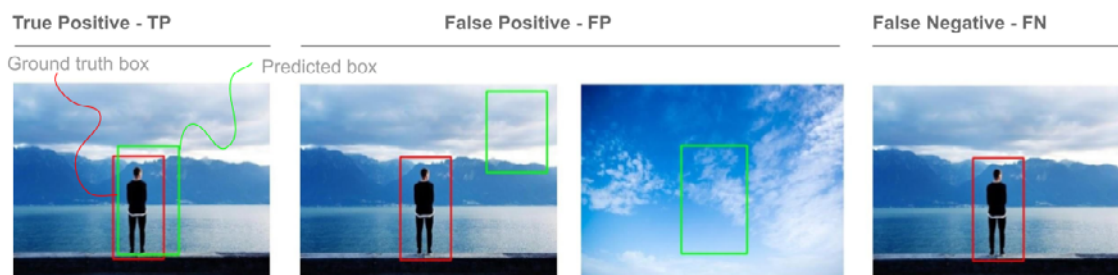 True Positive - TP
False Positive - FP
False Negative - FN
Ground truth box
Predicted box